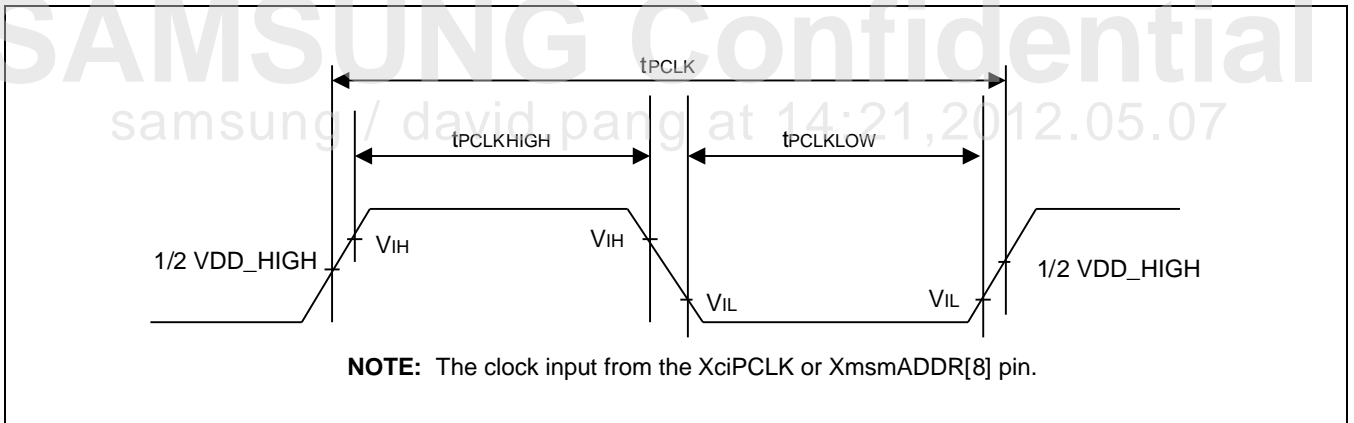 SAMSUNG Confidential
tPCLK
samsung / david.pang at 14:21,2012.05.07
tPCLKHIGH
tPCLKLOW
VIH
VIH
1/2 VDD_HIGH
1/2 VDD_HIGH
VIL
VIL
NOTE: The clock input from the XciPCLK or XmsmADDR[8] pin.